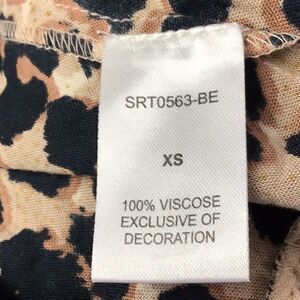 SRT0563-BE
XS
100% VISCOSE
EXCLUSIVE OF
DECORATION